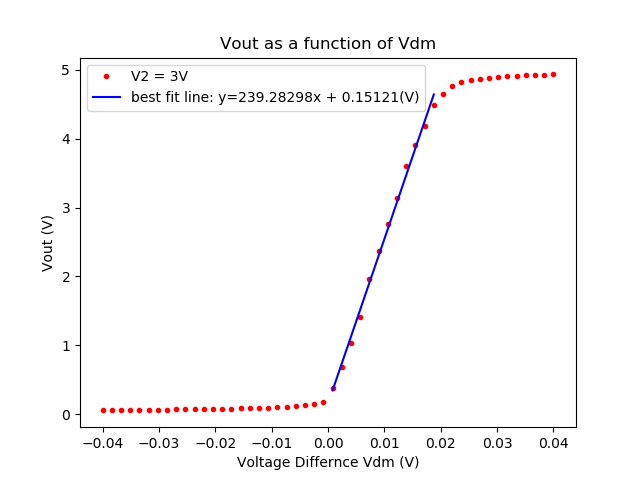 Vout as a function of Vdm
V2 = 3V
best fit line: y=239.28298x + 0.15121(V)
5
4
3
2
1
0
Vout (V)
−0.04 −0.03 −0.02 −0.01 0.00 0.01 0.02 0.03 0.04
Voltage Differnce Vdm (V)